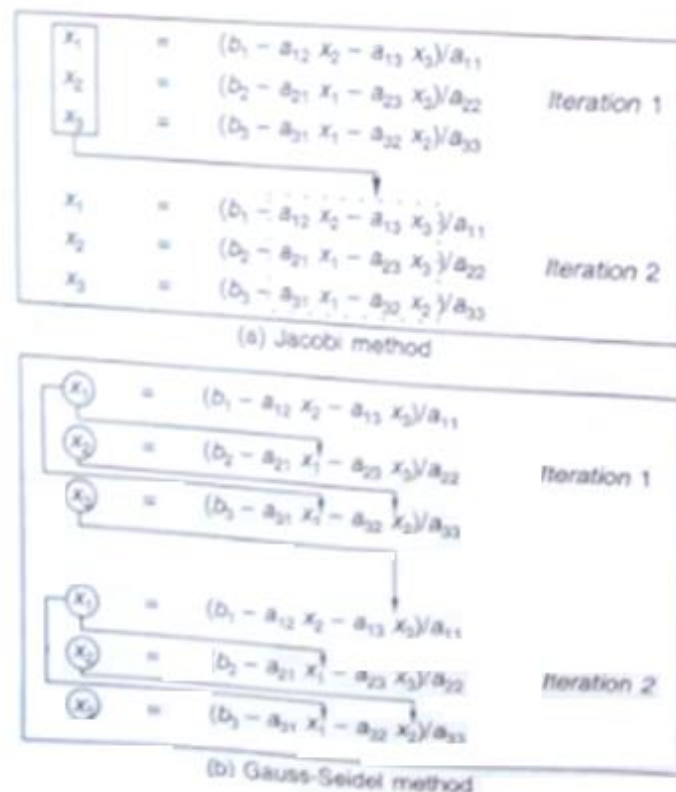 x₁ = (b₁ − a₁₂ x₂ − a₁₃ x₃)/a₁₁
x₂ = (b₂ − a₂₁ x₁ − a₂₃ x₃)/a₂₂ Iteration 1
x₃ = (b₃ − a₃₁ x₁ − a₃₂ x₂)/a₃₃
x₁ = (b₁ − a₁₂ x₂ − a₁₃ x₃)/a₁₁
x₂ = (b₂ − a₂₁ x₁ − a₂₃ x₃)/a₂₂ Iteration 2
x₃ = (b₃ − a₃₁ x₁ − a₃₂ x₂)/a₃₃
(a) Jacobi method
x₁ = (b₁ − a₁₂ x₂ − a₁₃ x₃)/a₁₁
x₂ = (b₂ − a₂₁ x₁ − a₂₃ x₃)/a₂₂ Iteration 1
x₃ = (b₃ − a₃₁ x₁ − a₃₂ x₂)/a₃₃
x₁ = (b₁ − a₁₂ x₂ − a₁₃ x₃)/a₁₁
x₂ = (b₂ − a₂₁ x₁ − a₂₃ x₃)/a₂₂ Iteration 2
x₃ = (b₃ − a₃₁ x₁ − a₃₂ x₂)/a₃₃
(b) Gauss-Seidel method